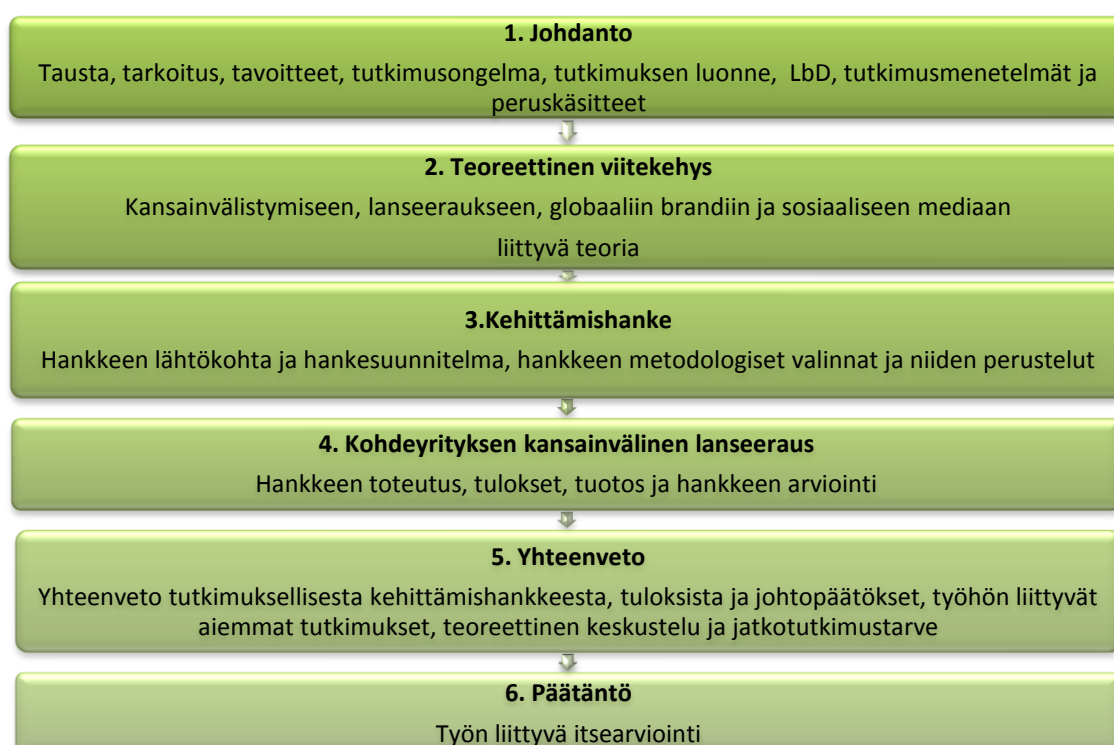 1. Johdanto
Tausta, tarkoitus, tavoitteet, tutkimusongelma, tutkimuksen luonne, LbD, tutkimusmenetelmät ja
peruskäsitteet
2. Teoreettinen viitekehys
Kansainvälistymiseen, lanseeraukseen, globaaliin brandiin ja sosiaaliseen mediaan
liittyvä teoria
3.Kehittämishanke
Hankkeen lähtökohta ja hankesuunnitelma, hankkeen metodologiset valinnat ja niiden perustelut
4. Kohdeyrityksen kansainvälinen lanseeraus
Hankkeen toteutus, tulokset, tuotos ja hankkeen arviointi
5. Yhteenveto
Yhteenveto tutkimuksellisesta kehittämishankkeesta, tuloksista ja johtopäätökset, työhön liittyvät
aiemmat tutkimukset, teoreettinen keskustelu ja jatkotutkimustarve
6. Päätäntö
Työn liittyvä itsearviointi